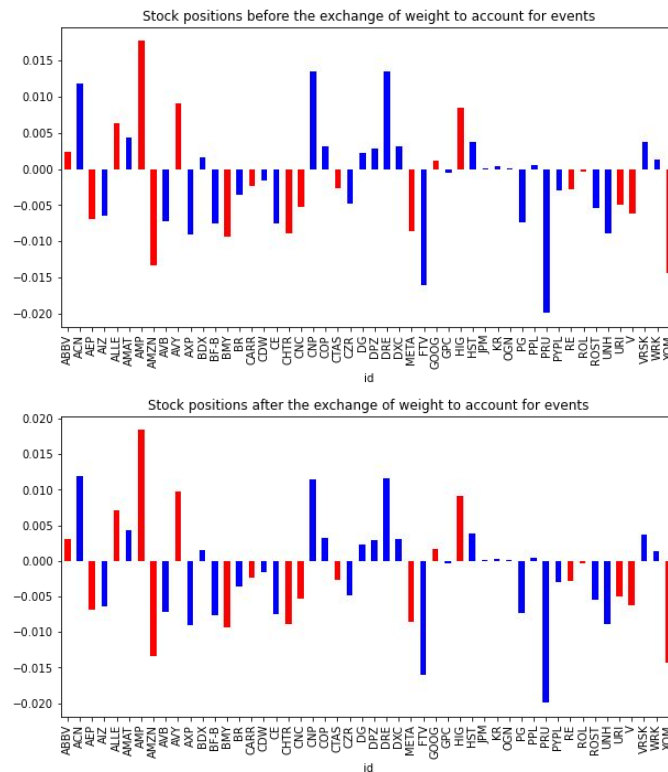 Stock positions before the exchange of weight to account for events
0.015
0.010
0.005
0.000
−0.005
−0.010
−0.015
−0.020
ABBV ACN AEP AIZ ALLE AMAT AMP AMZN AVB AVY AXP BDX BF-B BMY BR CARR CDW CE CHTR CNC CNP COP CTAS CZR DG DPZ DRE DXC META FTV GOOG GPC HIG HST JPM KR OGN PG PPL PRU PYPL RE ROL ROST UNH URI V VRSK WRK XOM
id
Stock positions after the exchange of weight to account for events
0.020
0.015
0.010
0.005
0.000
−0.005
−0.010
−0.015
−0.020
ABBV ACN AEP AIZ ALLE AMAT AMP AMZN AVB AVY AXP BDX BF-B BMY BR CARR CDW CE CHTR CNC CNP COP CTAS CZR DG DPZ DRE DXC META FTV GOOG GPC HIG HST JPM KR OGN PG PPL PRU PYPL RE ROL ROST UNH URI V VRSK WRK XOM
id